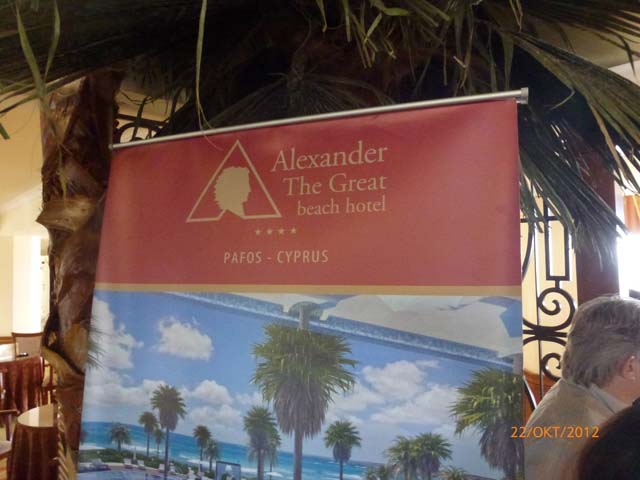 Alexander
The Great
beach hotel
★★★★
PAFOS - CYPRUS
22/OKT/2012